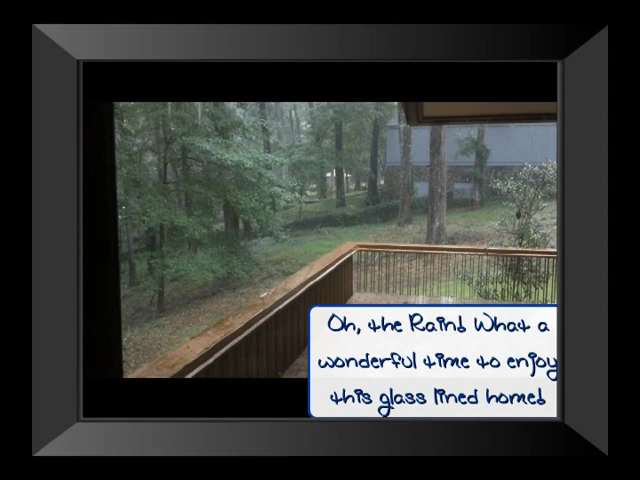 Oh, the Rain! What a
wonderful time to enjoy
this glass lined home!